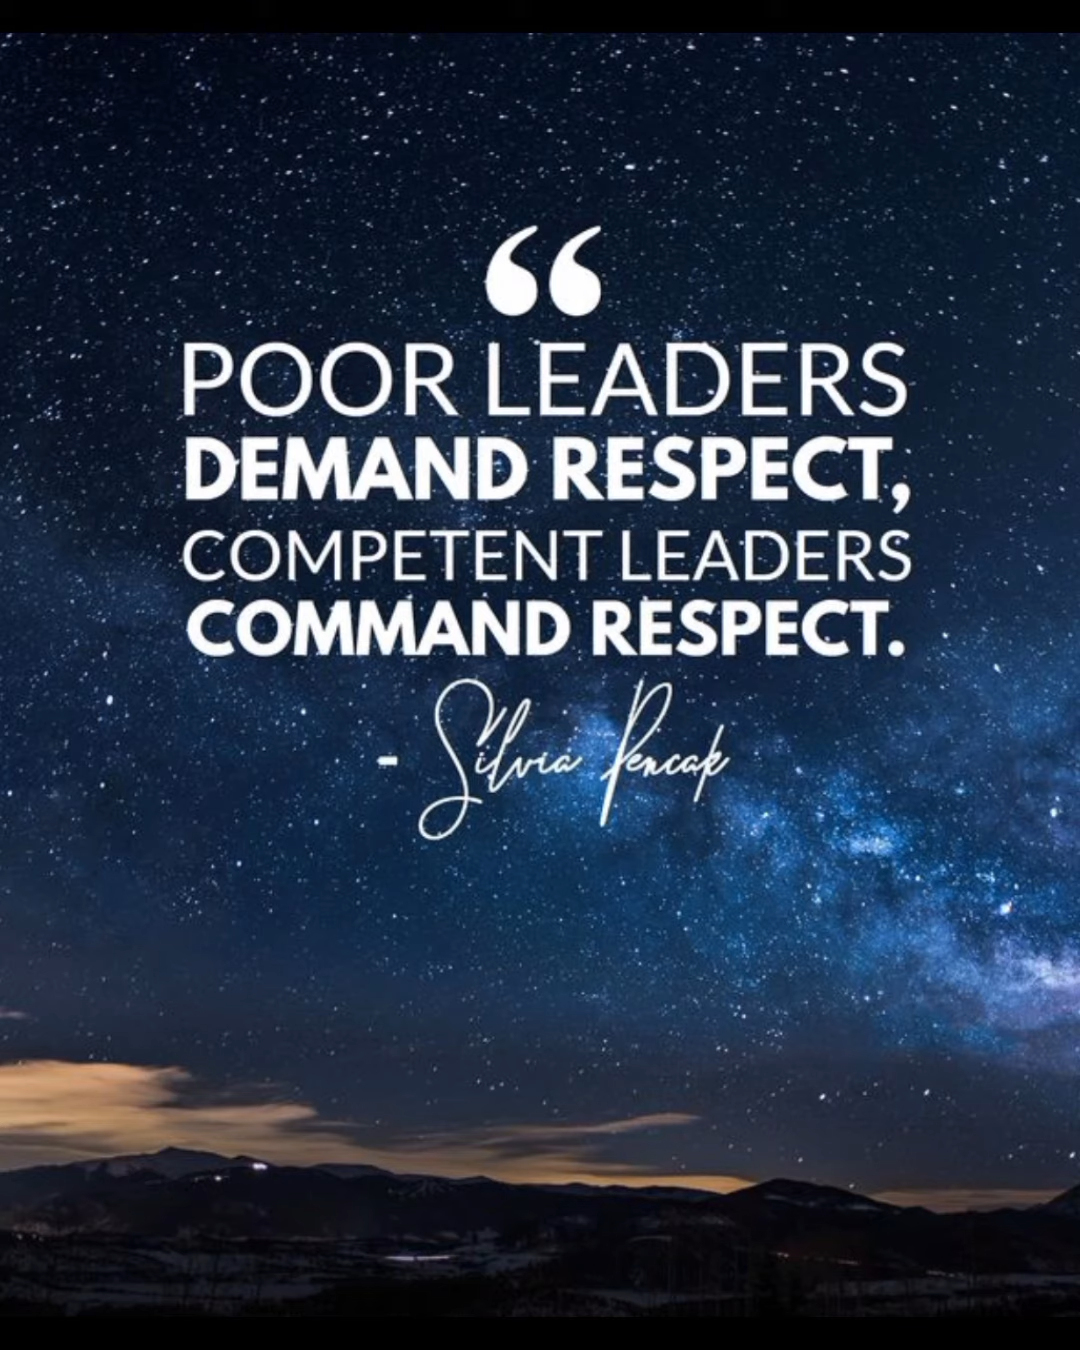 “
POOR LEADERS
DEMAND RESPECT,
COMPETENT LEADERS
COMMAND RESPECT.
- Silvia Pencak